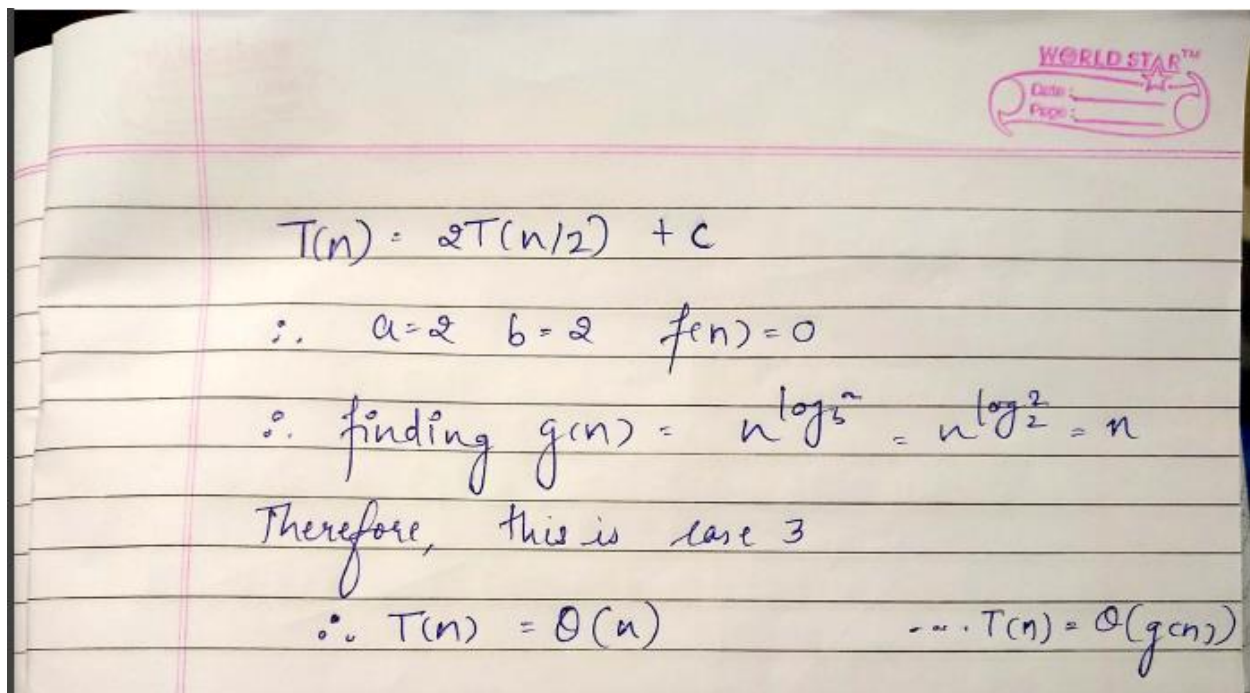 WORLD STAR™
Date :
Page :
T(n) = 2T(n/2) + c
∴ a=2 b=2 f(n)=0
∴ finding g(n) = n^log_b^a = n^log_2^2 = n
Therefore, this is case 3
∴ T(n) = θ(n) .... T(n) = θ(g(n))